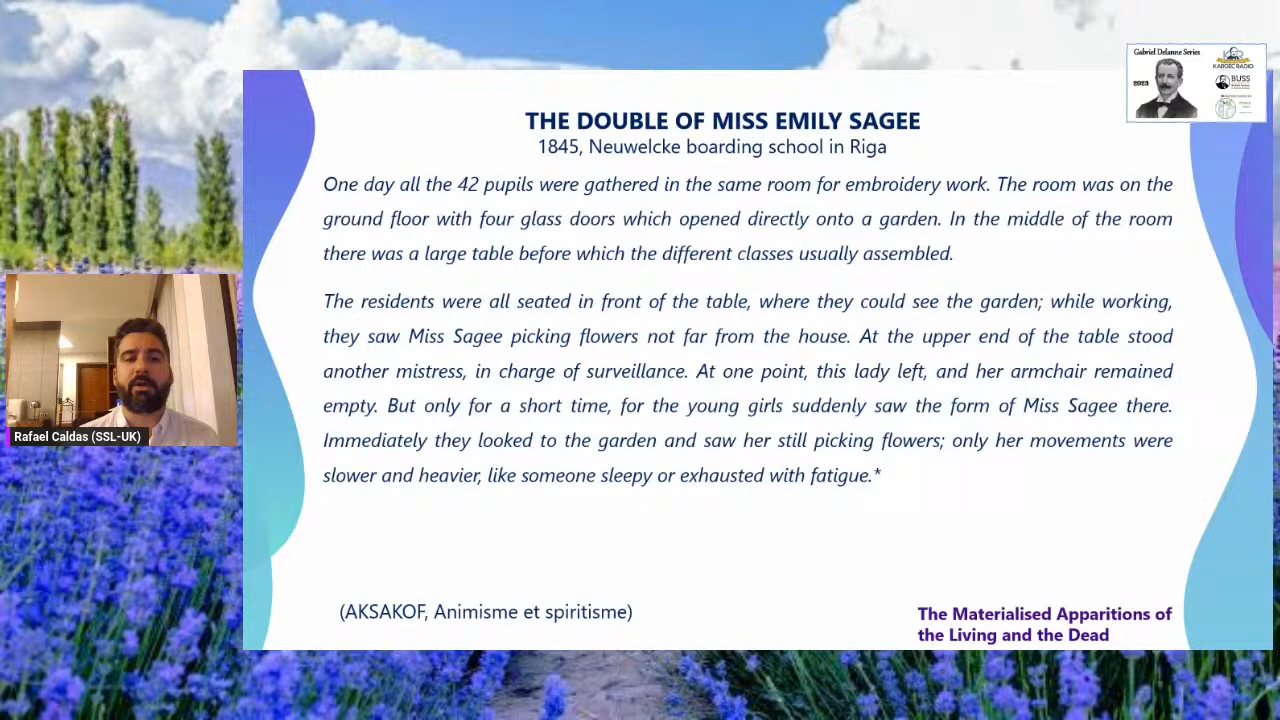 Gabriel Delanne Series
2023
KARDEC RADIO
BUSS
THE DOUBLE OF MISS EMILY SAGEE
1845, Neuwelcke boarding school in Riga
One day all the 42 pupils were gathered in the same room for embroidery work. The room was on the
ground floor with four glass doors which opened directly onto a garden. In the middle of the room
there was a large table before which the different classes usually assembled.
The residents were all seated in front of the table, where they could see the garden; while working,
they saw Miss Sagee picking flowers not far from the house. At the upper end of the table stood
another mistress, in charge of surveillance. At one point, this lady left, and her armchair remained
empty. But only for a short time, for the young girls suddenly saw the form of Miss Sagee there.
Immediately they looked to the garden and saw her still picking flowers; only her movements were
slower and heavier, like someone sleepy or exhausted with fatigue.*
Rafael Caldas (SSL-UK)
(AKSAKOF, Animisme et spiritisme)
The Materialised Apparitions of
the Living and the Dead